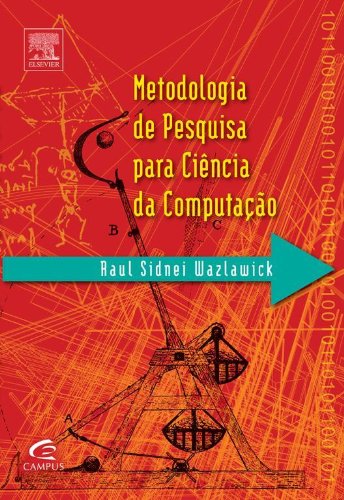 ELSEVIER
Metodologia
de Pesquisa
para Ciência
da Computação
Raul Sidnei Wazlawick
A
B
C
CAMPUS